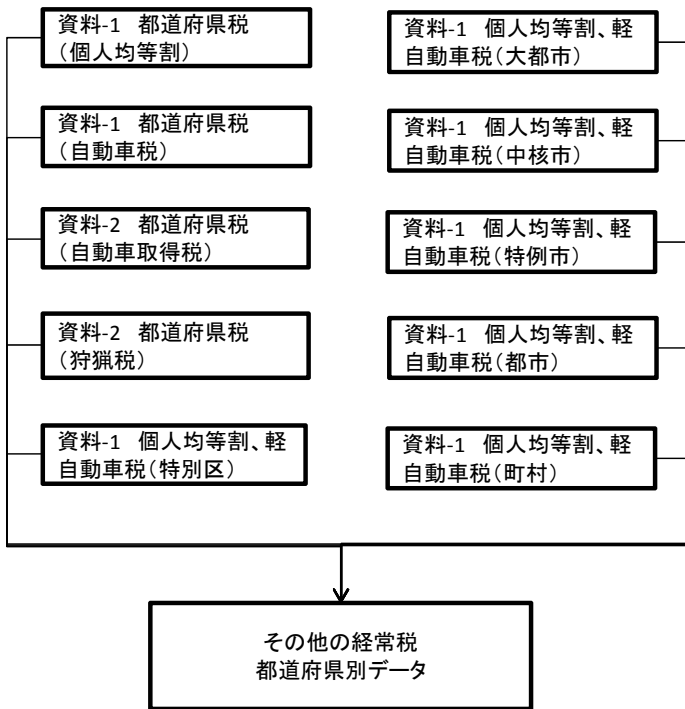 資料-1　都道府県税
（個人均等割）
資料-1　都道府県税
（自動車税）
資料-2　都道府県税
（自動車取得税）
資料-2　都道府県税
（狩猟税）
資料-1　個人均等割、軽
自動車税（特別区）
資料-1　個人均等割、軽
自動車税（大都市）
資料-1　個人均等割、軽
自動車税（中核市）
資料-1　個人均等割、軽
自動車税（特例市）
資料-1　個人均等割、軽
自動車税（都市）
資料-1　個人均等割、軽
自動車税（町村）
その他の経常税
都道府県別データ